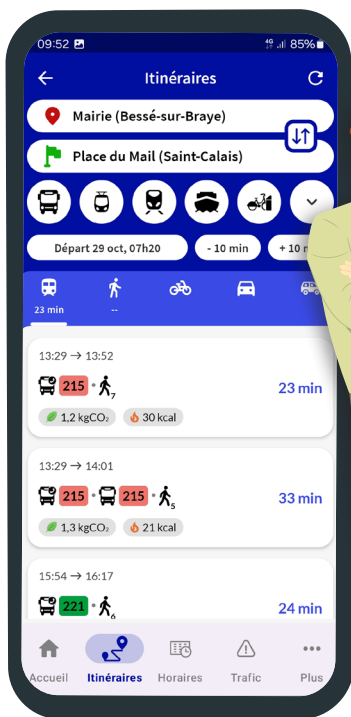 09:52 4G 85%
Itinéraires
Mairie (Bessé-sur-Braye)
Place du Mail (Saint-Calais)
Départ 29 oct, 07h20 - 10 min + 10 m
23 min --
13:29 → 13:52
215 • 7 23 min
1,2 kgCO₂ 30 kcal
13:29 → 14:01
215 • 215 • 5 33 min
1,3 kgCO₂ 21 kcal
15:54 → 16:17
221 • 6 24 min
Accueil Itinéraires Horaires Trafic Plus